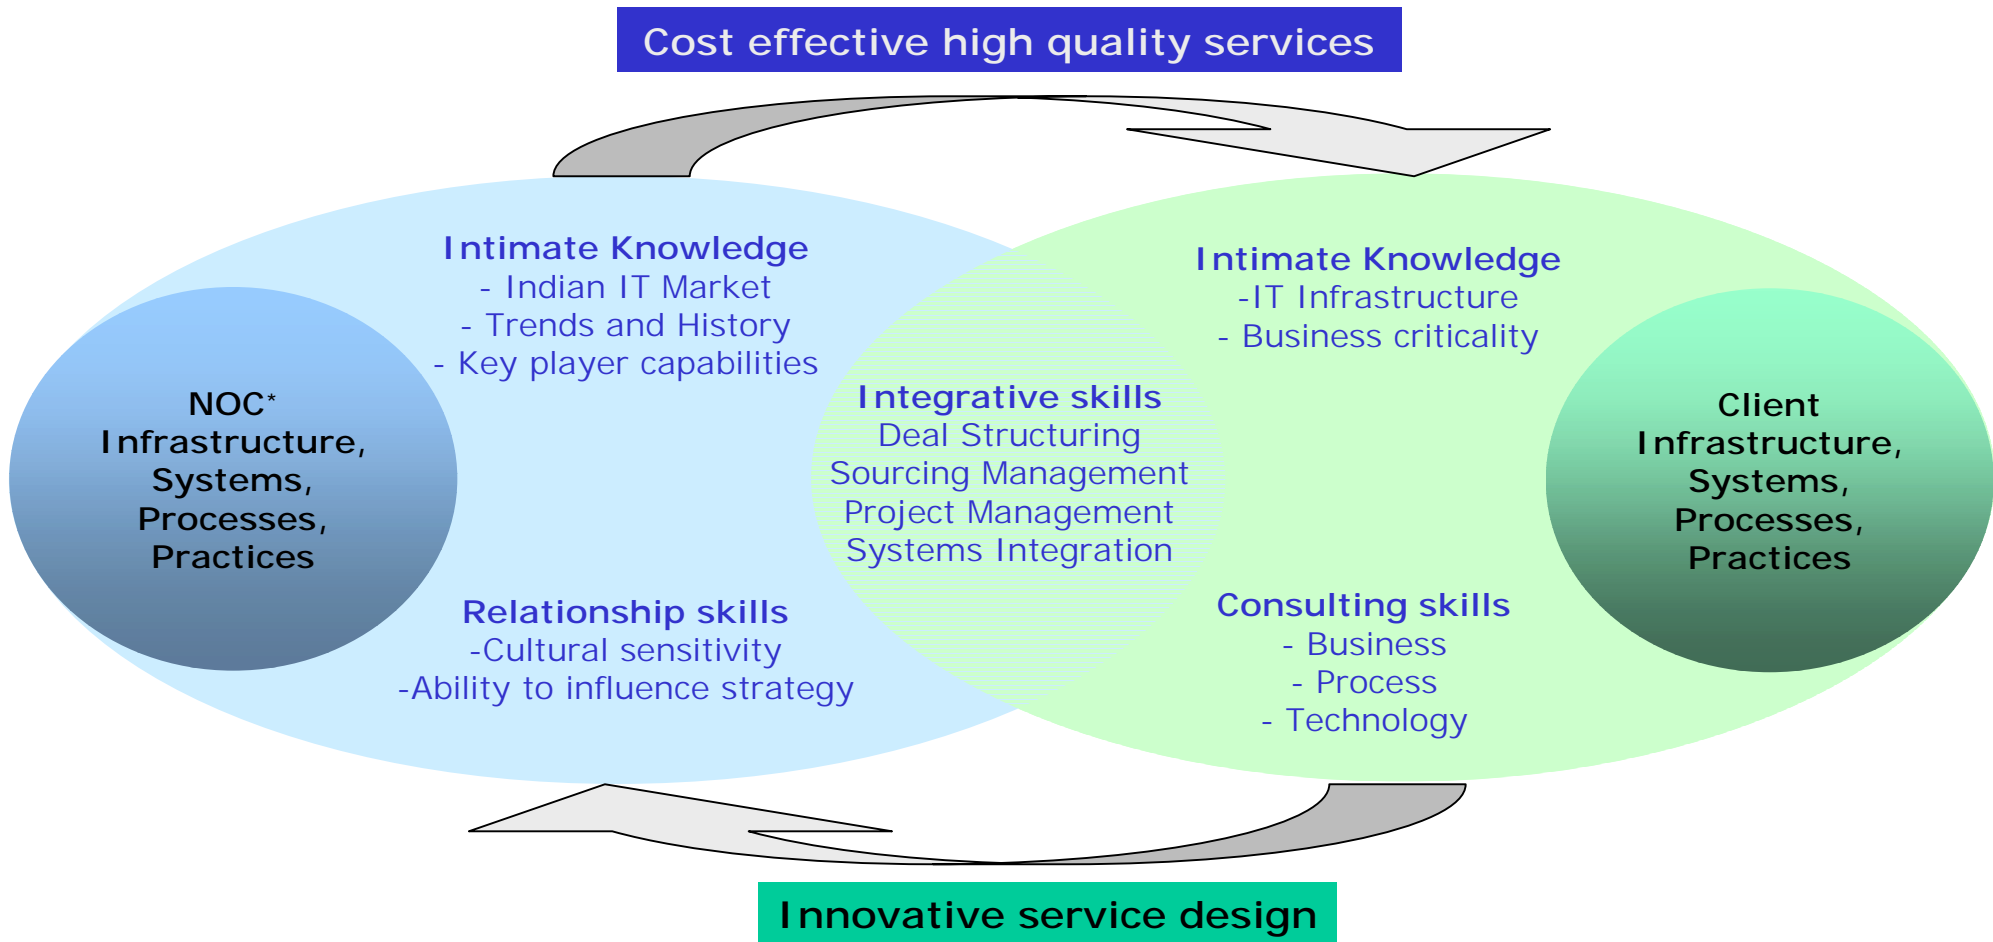 Cost effective high quality services
Intimate Knowledge
- Indian IT Market
- Trends and History
- Key player capabilities
NOC*
Infrastructure,
Systems,
Processes,
Practices
Relationship skills
-Cultural sensitivity
-Ability to influence strategy
Integrative skills
Deal Structuring
Sourcing Management
Project Management
Systems Integration
Intimate Knowledge
-IT Infrastructure
- Business criticality
Consulting skills
- Business
- Process
- Technology
Client
Infrastructure,
Systems,
Processes,
Practices
Innovative service design